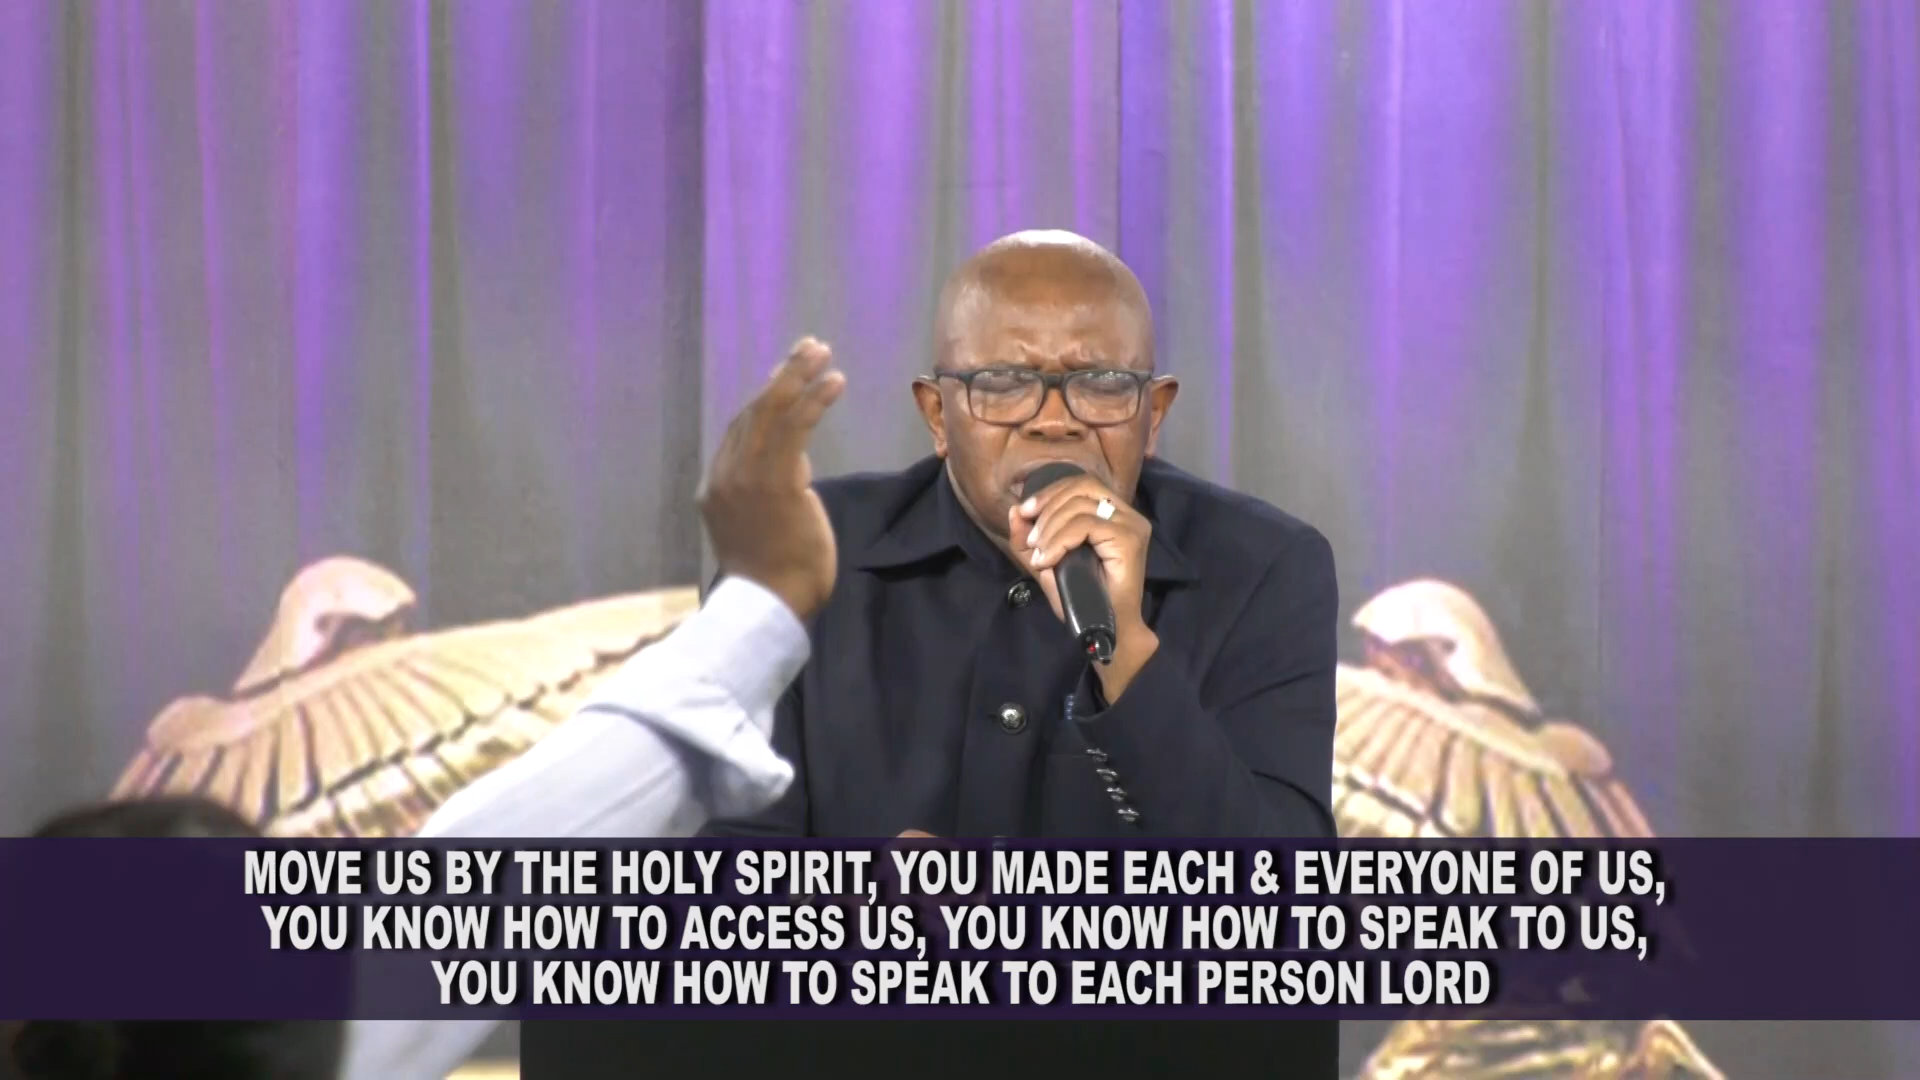 MOVE US BY THE HOLY SPIRIT, YOU MADE EACH & EVERYONE OF US,
YOU KNOW HOW TO ACCESS US, YOU KNOW HOW TO SPEAK TO US,
YOU KNOW HOW TO SPEAK TO EACH PERSON LORD